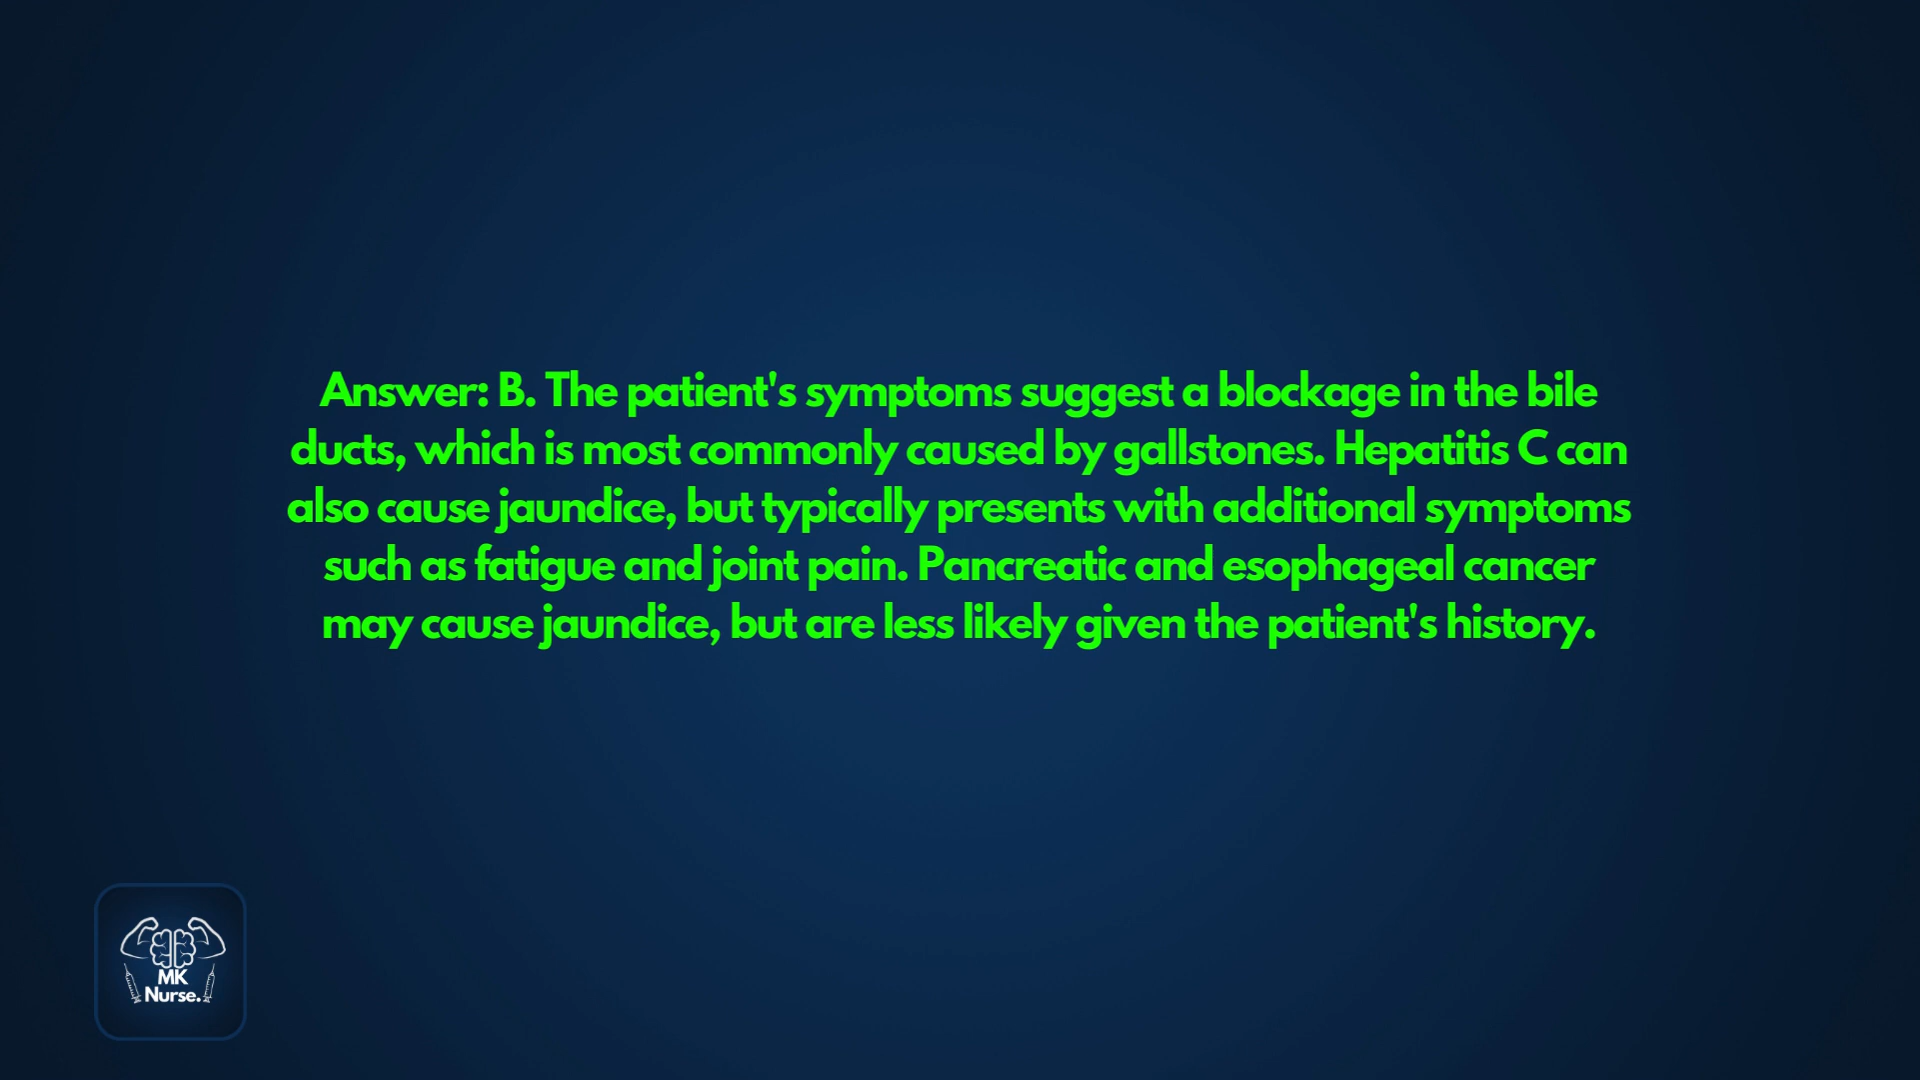 Answer: B. The patient's symptoms suggest a blockage in the bile
ducts, which is most commonly caused by gallstones. Hepatitis C can
also cause jaundice, but typically presents with additional symptoms
such as fatigue and joint pain. Pancreatic and esophageal cancer
may cause jaundice, but are less likely given the patient's history.
MK
Nurse.